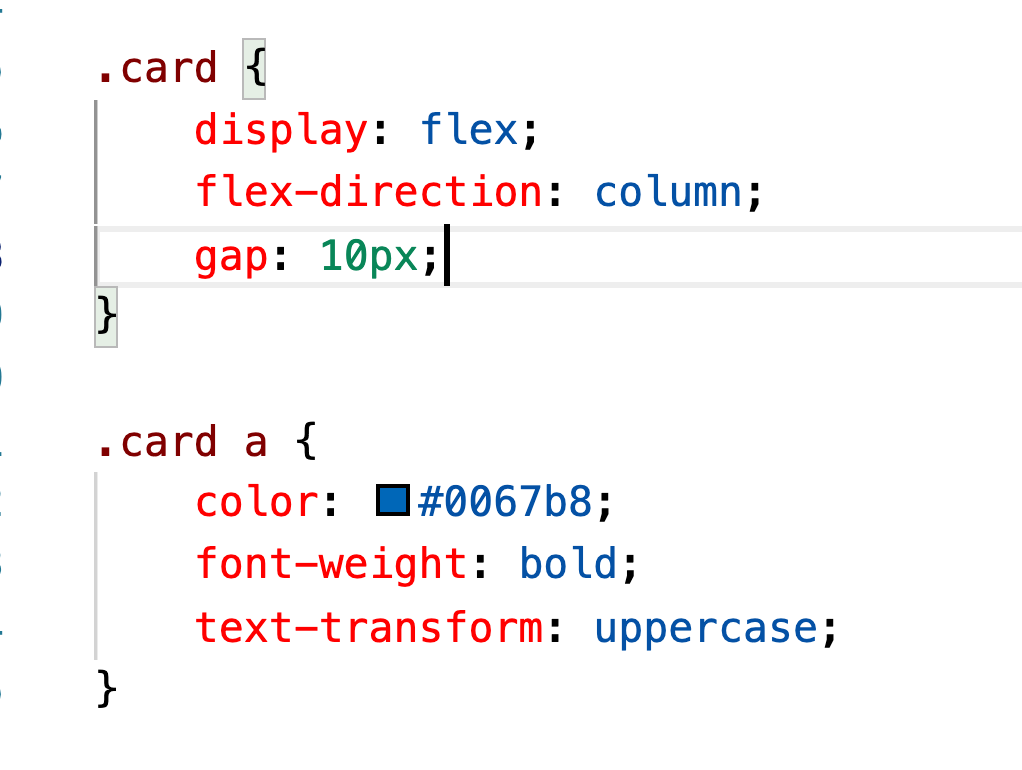 .card {
    display: flex;
    flex-direction: column;
    gap: 10px;
}

.card a {
    color: #0067b8;
    font-weight: bold;
    text-transform: uppercase;
}